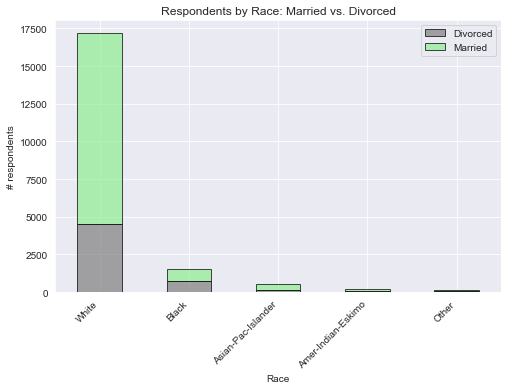 Respondents by Race: Married vs. Divorced
Divorced
Married
17500
15000
12500
10000
7500
5000
2500
0
# respondents
White
Black
Asian-Pac-Islander
Amer-Indian-Eskimo
Other
Race